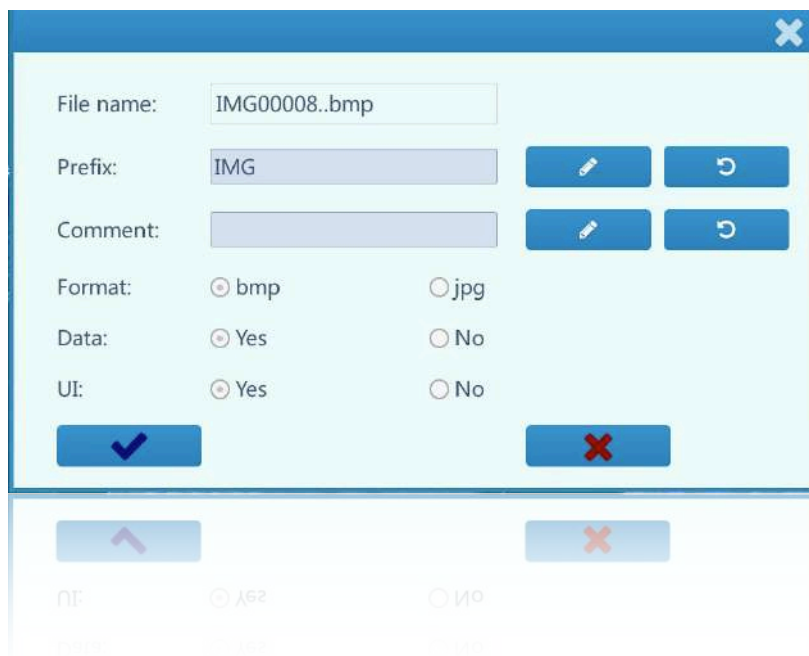 File name: IMG00008..bmp
Prefix: IMG
Comment:
Format: bmp jpg
Data: Yes No
UI: Yes No